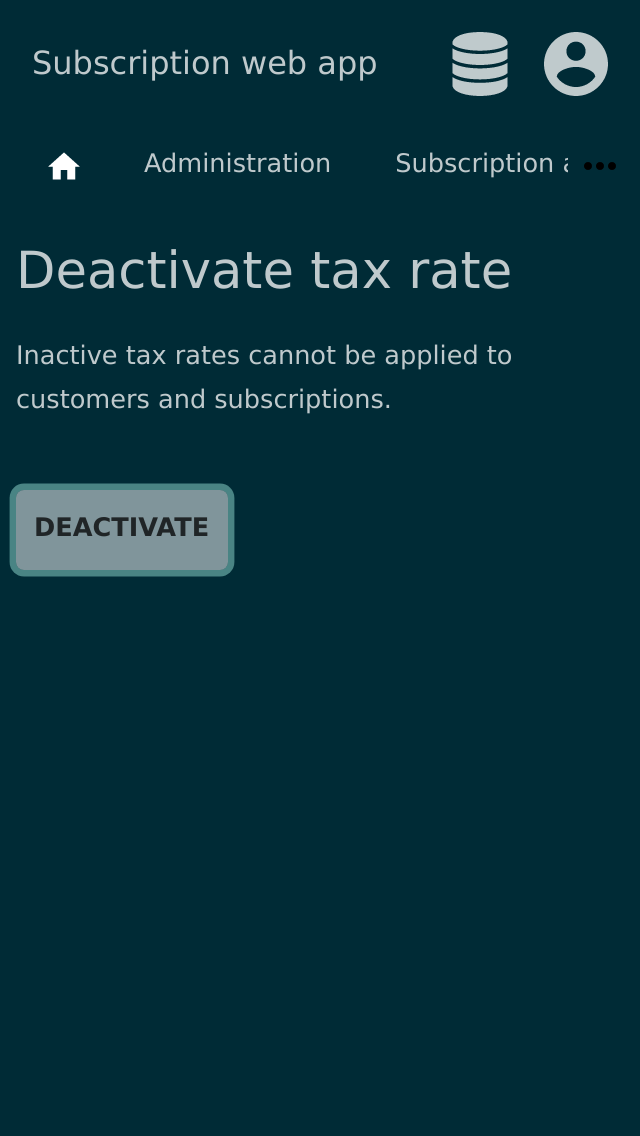 Subscription web app
Administration
Subscription
Deactivate tax rate
Inactive tax rates cannot be applied to
customers and subscriptions.
DEACTIVATE